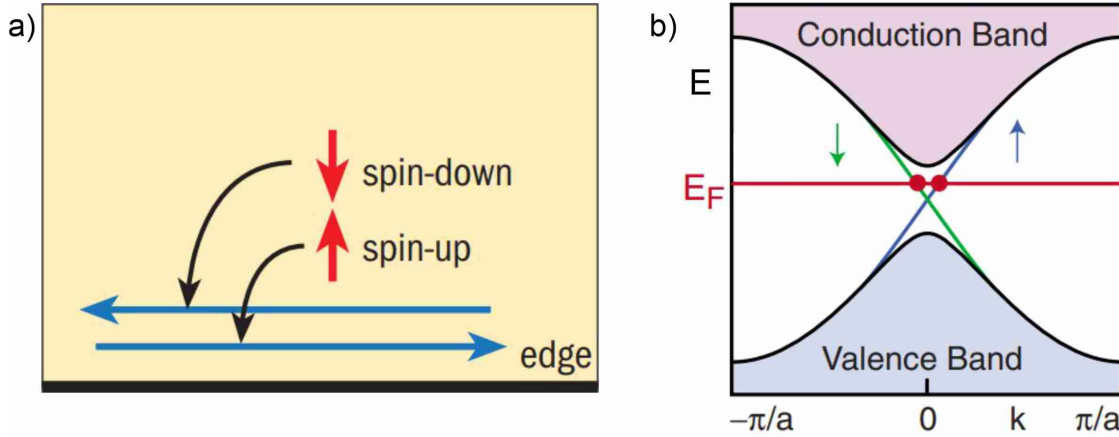 a)
spin-down
spin-up
edge
b)
Conduction Band
E
E_F
Valence Band
−π/a 0 k π/a